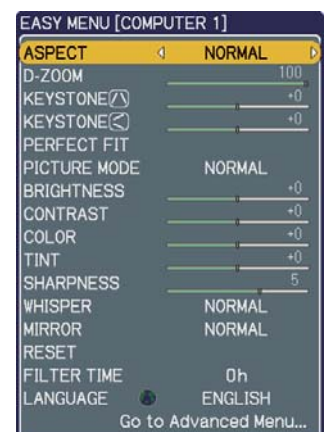 EASY MENU [COMPUTER 1]
ASPECT NORMAL
D-ZOOM 100
KEYSTONE +0
KEYSTONE +0
PERFECT FIT
PICTURE MODE NORMAL
BRIGHTNESS +0
CONTRAST +0
COLOR +0
TINT +0
SHARPNESS 5
WHISPER NORMAL
MIRROR NORMAL
RESET
FILTER TIME 0h
LANGUAGE ENGLISH
Go to Advanced Menu...